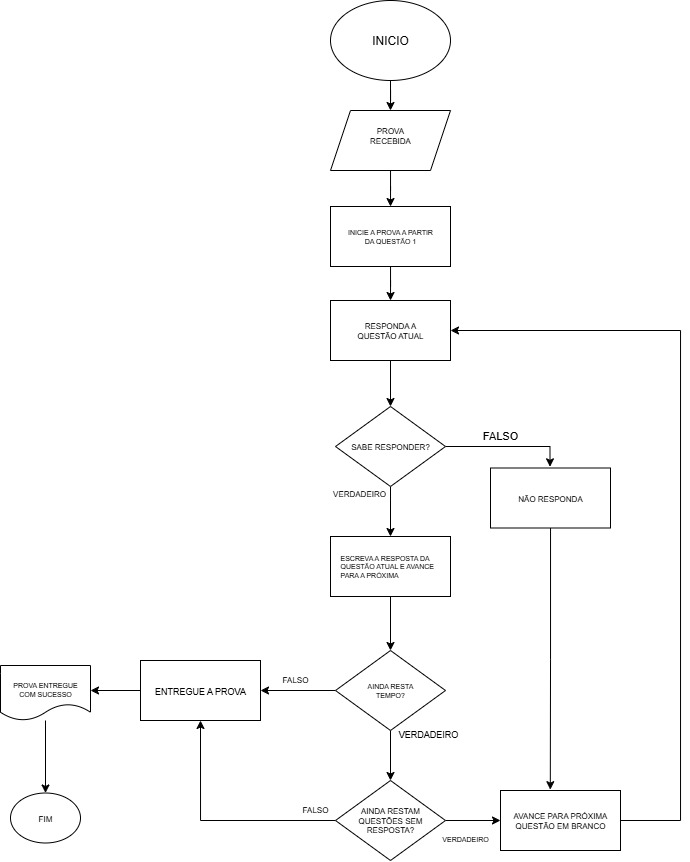 INICIO
PROVA
RECEBIDA
INICIE A PROVA A PARTIR
DA QUESTÃO 1
RESPONDA A
QUESTÃO ATUAL
SABE RESPONDER?
FALSO
VERDADEIRO
NÃO RESPONDA
ESCREVA A RESPOSTA DA
QUESTÃO ATUAL E AVANCE
PARA A PRÓXIMA
AINDA RESTA
TEMPO?
FALSO
ENTREGUE A PROVA
PROVA ENTREGUE
COM SUCESSO
VERDADEIRO
AINDA RESTAM
QUESTÕES SEM
RESPOSTA?
FALSO
VERDADEIRO
AVANCE PARA PRÓXIMA
QUESTÃO EM BRANCO
FIM